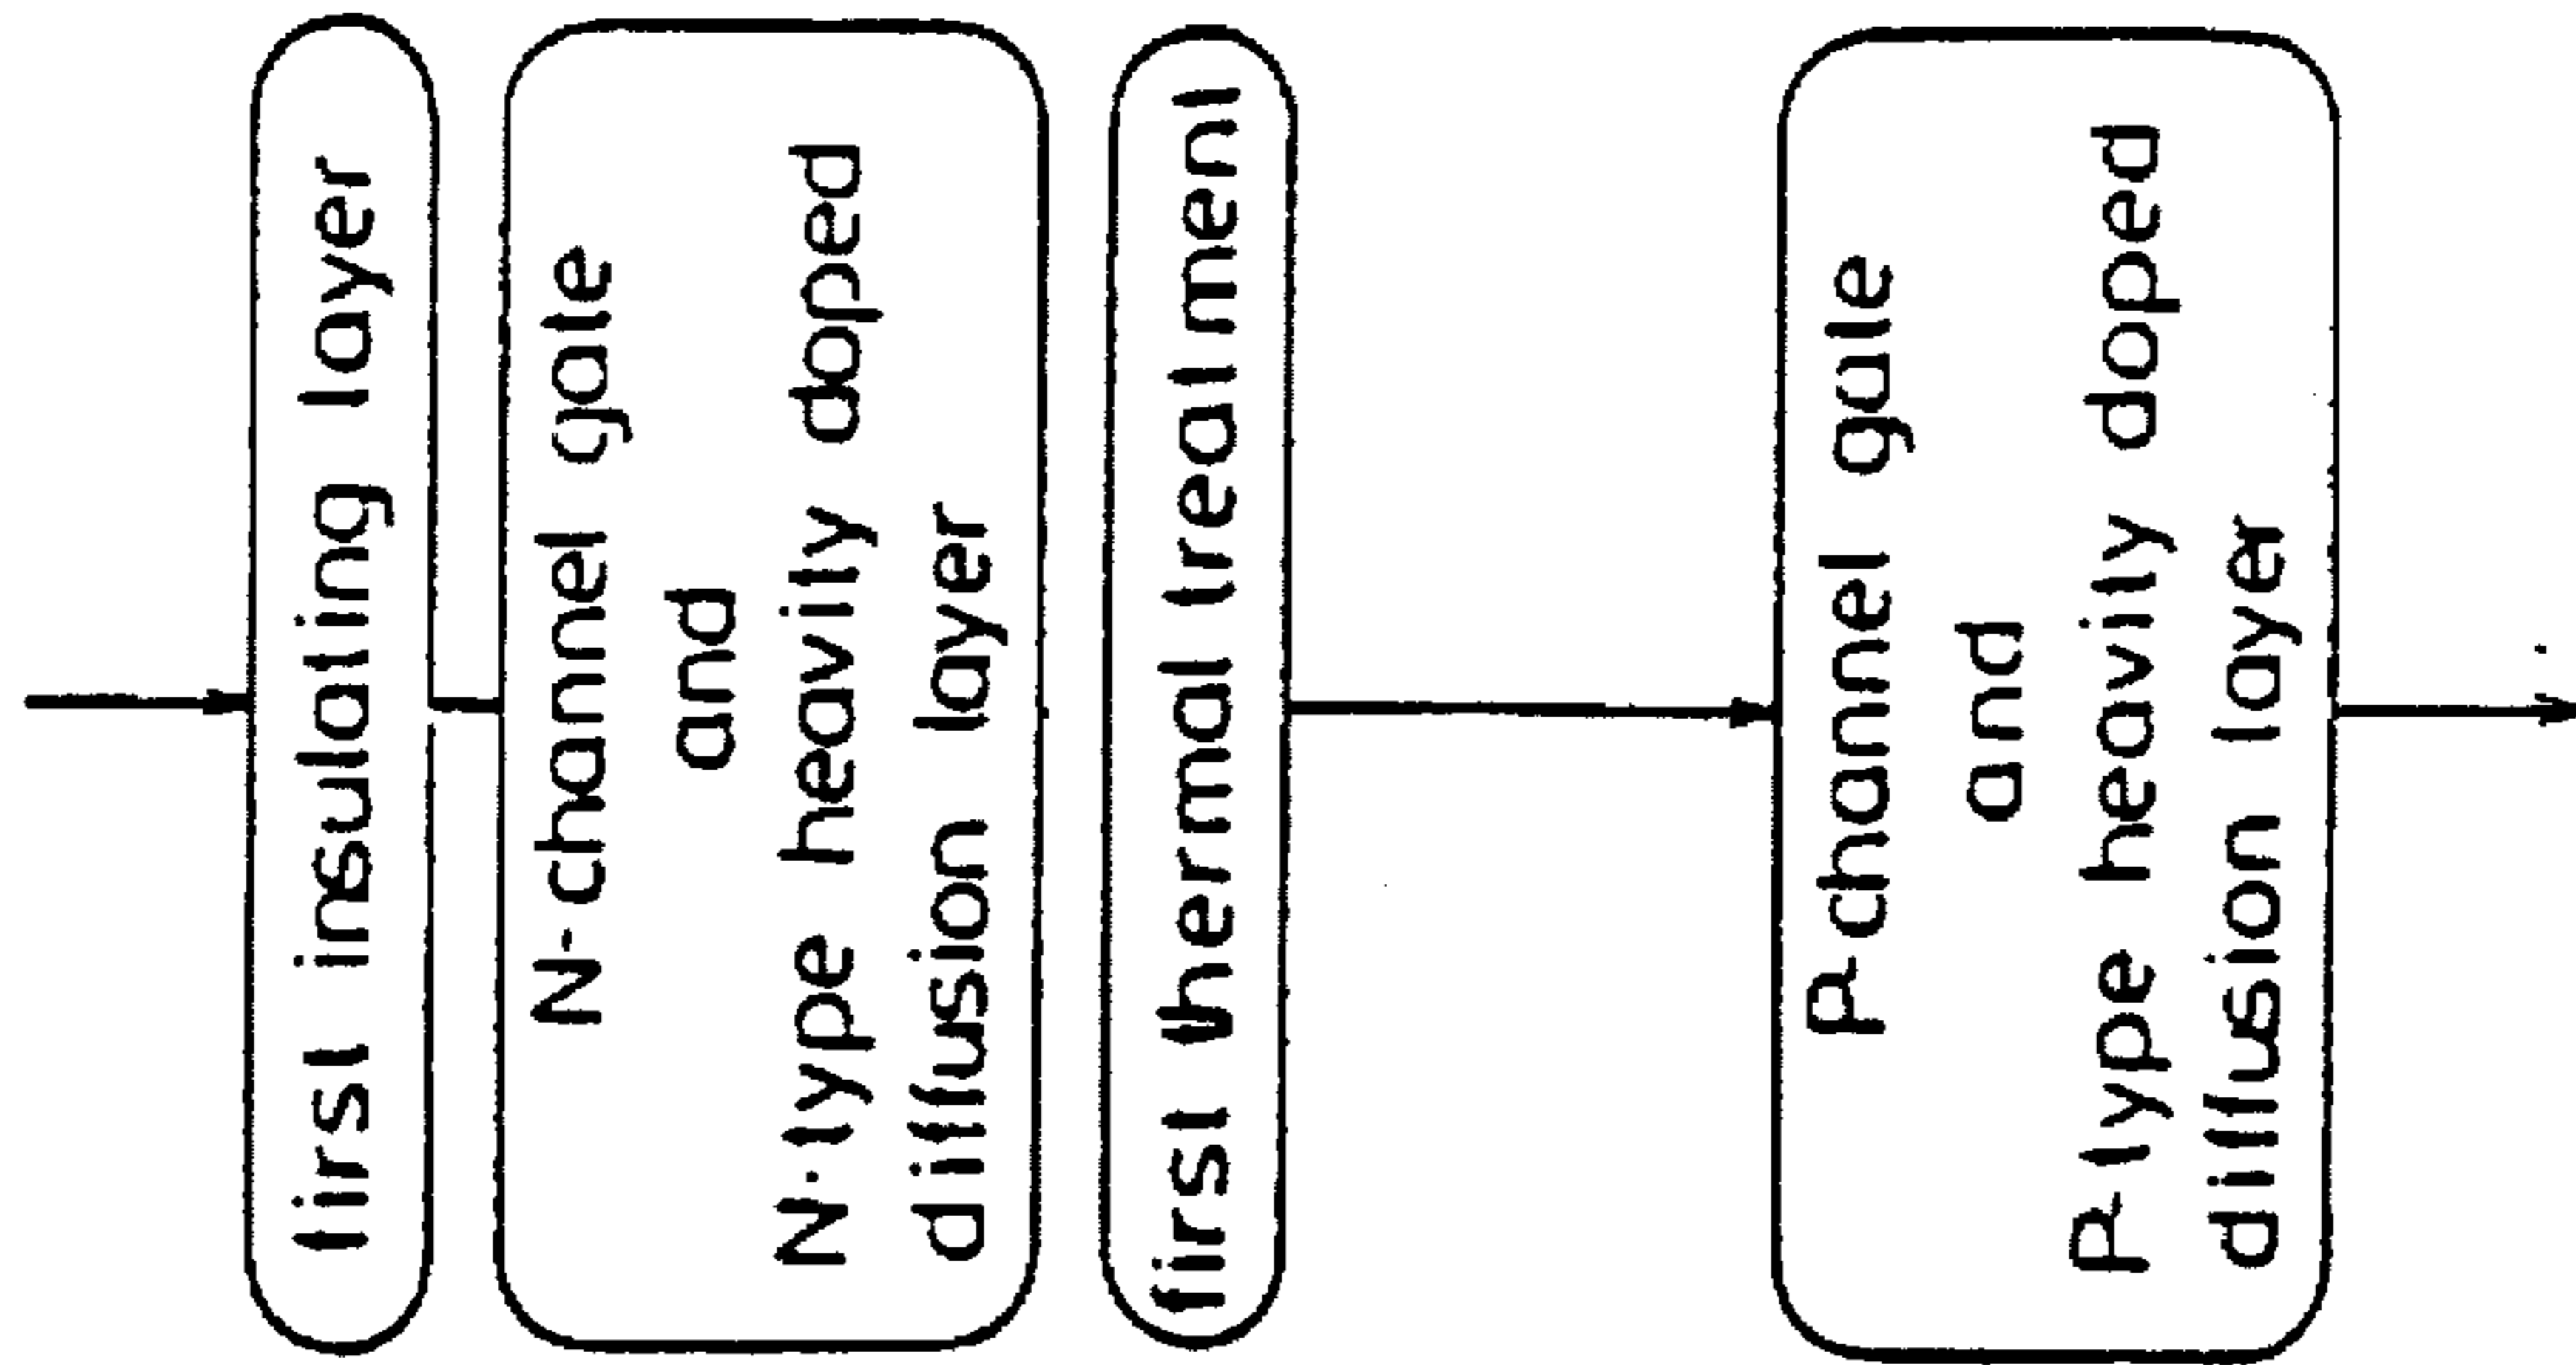 first insulating layer
N-channel gate
and
N-type heavily doped
diffusion layer
first thermal treatment
P-channel gate
and
P-type heavily doped
diffusion layer